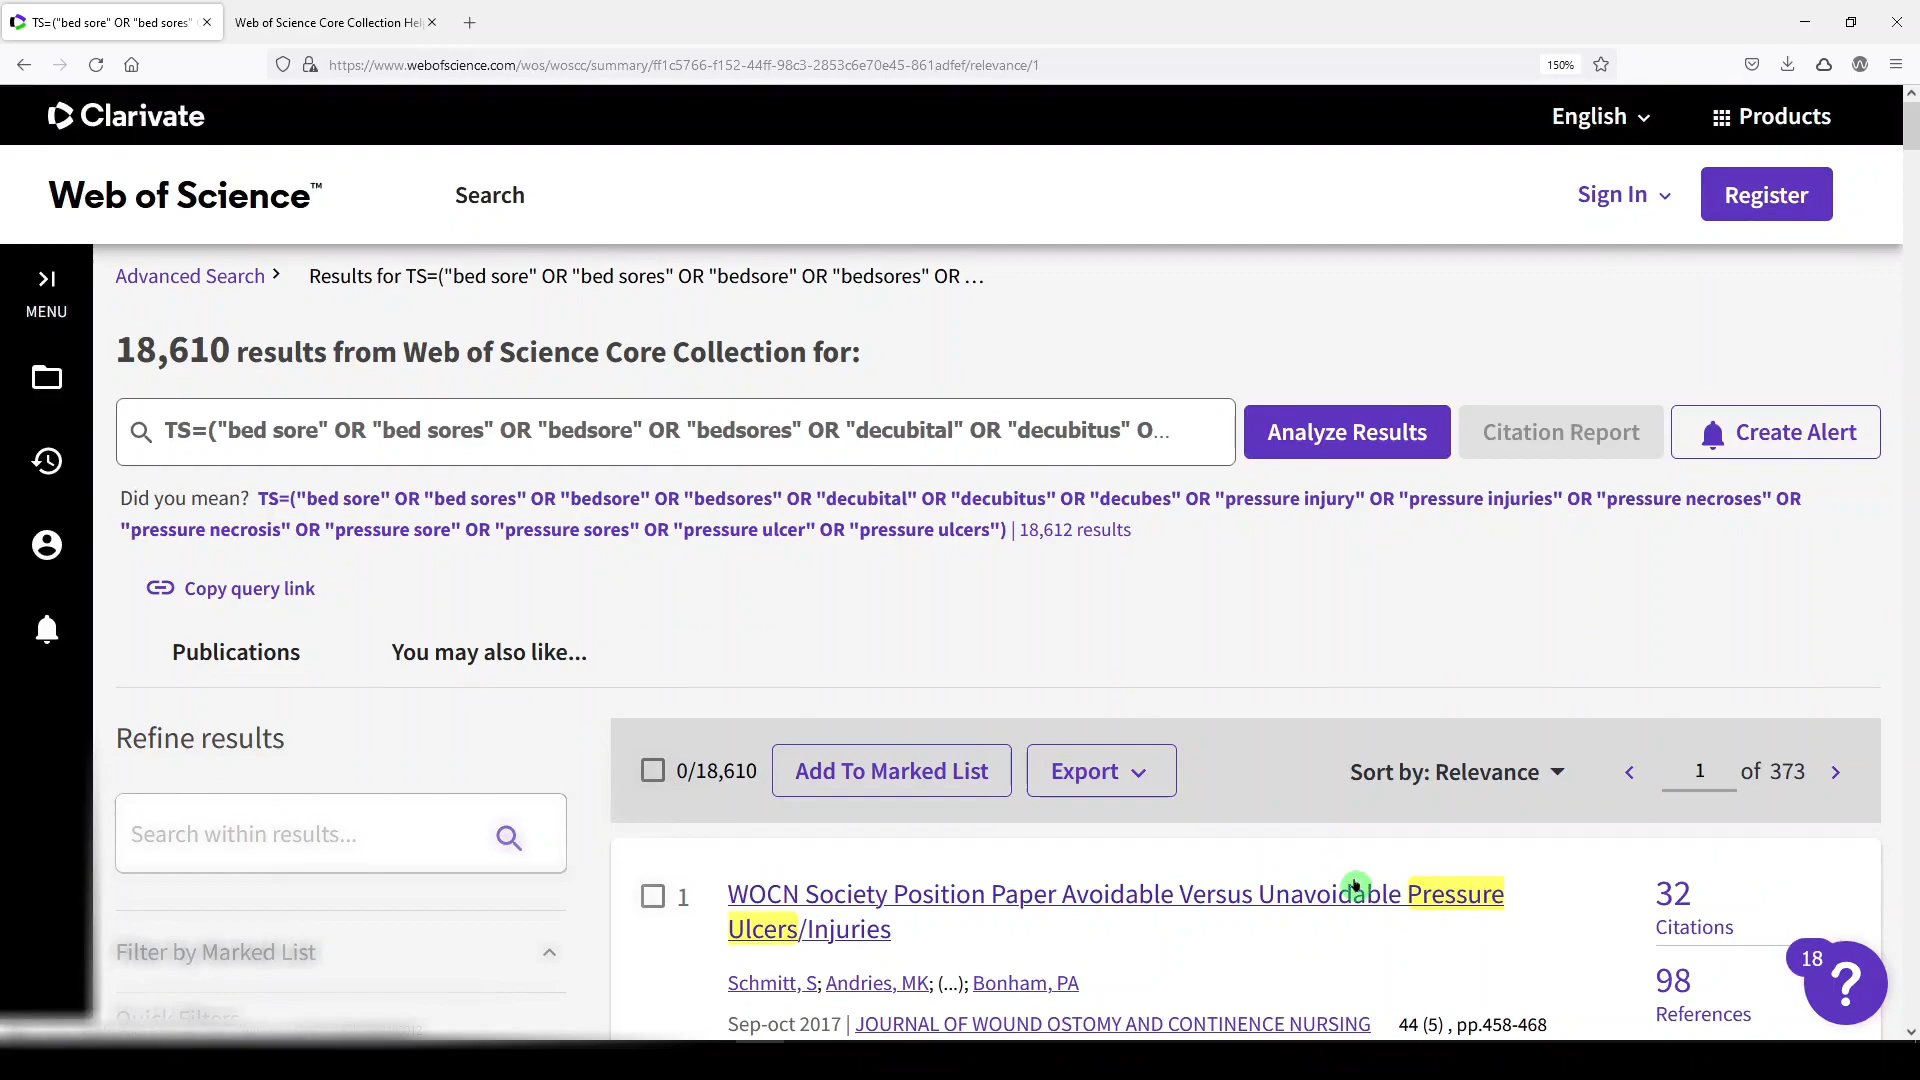 TS=("bed sore" OR "bed sores"
Web of Science Core Collection Hel
https://www.webofscience.com/wos/woscc/summary/ff1c5766-f152-44ff-98c3-2853c6e70e45-861adfef/relevance/1
150%
Clarivate
English
Products
Web of Science™
Search
Sign In
Register
MENU
Advanced Search > Results for TS=("bed sore" OR "bed sores" OR "bedsore" OR "bedsores" OR …
18,610 results from Web of Science Core Collection for:
TS=("bed sore" OR "bed sores" OR "bedsore" OR "bedsores" OR "decubital" OR "decubitus" O...
Analyze Results
Citation Report
Create Alert
Did you mean? TS=("bed sore" OR "bed sores" OR "bedsore" OR "bedsores" OR "decubital" OR "decubitus" OR "decubes" OR "pressure injury" OR "pressure injuries" OR "pressure necroses" OR
"pressure necrosis" OR "pressure sore" OR "pressure sores" OR "pressure ulcer" OR "pressure ulcers") | 18,612 results
Copy query link
Publications
You may also like...
Refine results
0/18,610
Add To Marked List
Export
Sort by: Relevance
1 of 373
Search within results...
1
WOCN Society Position Paper Avoidable Versus Unavoidable Pressure
Ulcers/Injuries
32
Citations
Filter by Marked List
18
?
Schmitt, S; Andries, MK; (...); Bonham, PA
98
References
Quick Filters
Sep-oct 2017 | JOURNAL OF WOUND OSTOMY AND CONTINENCE NURSING 44 (5) , pp.458-468